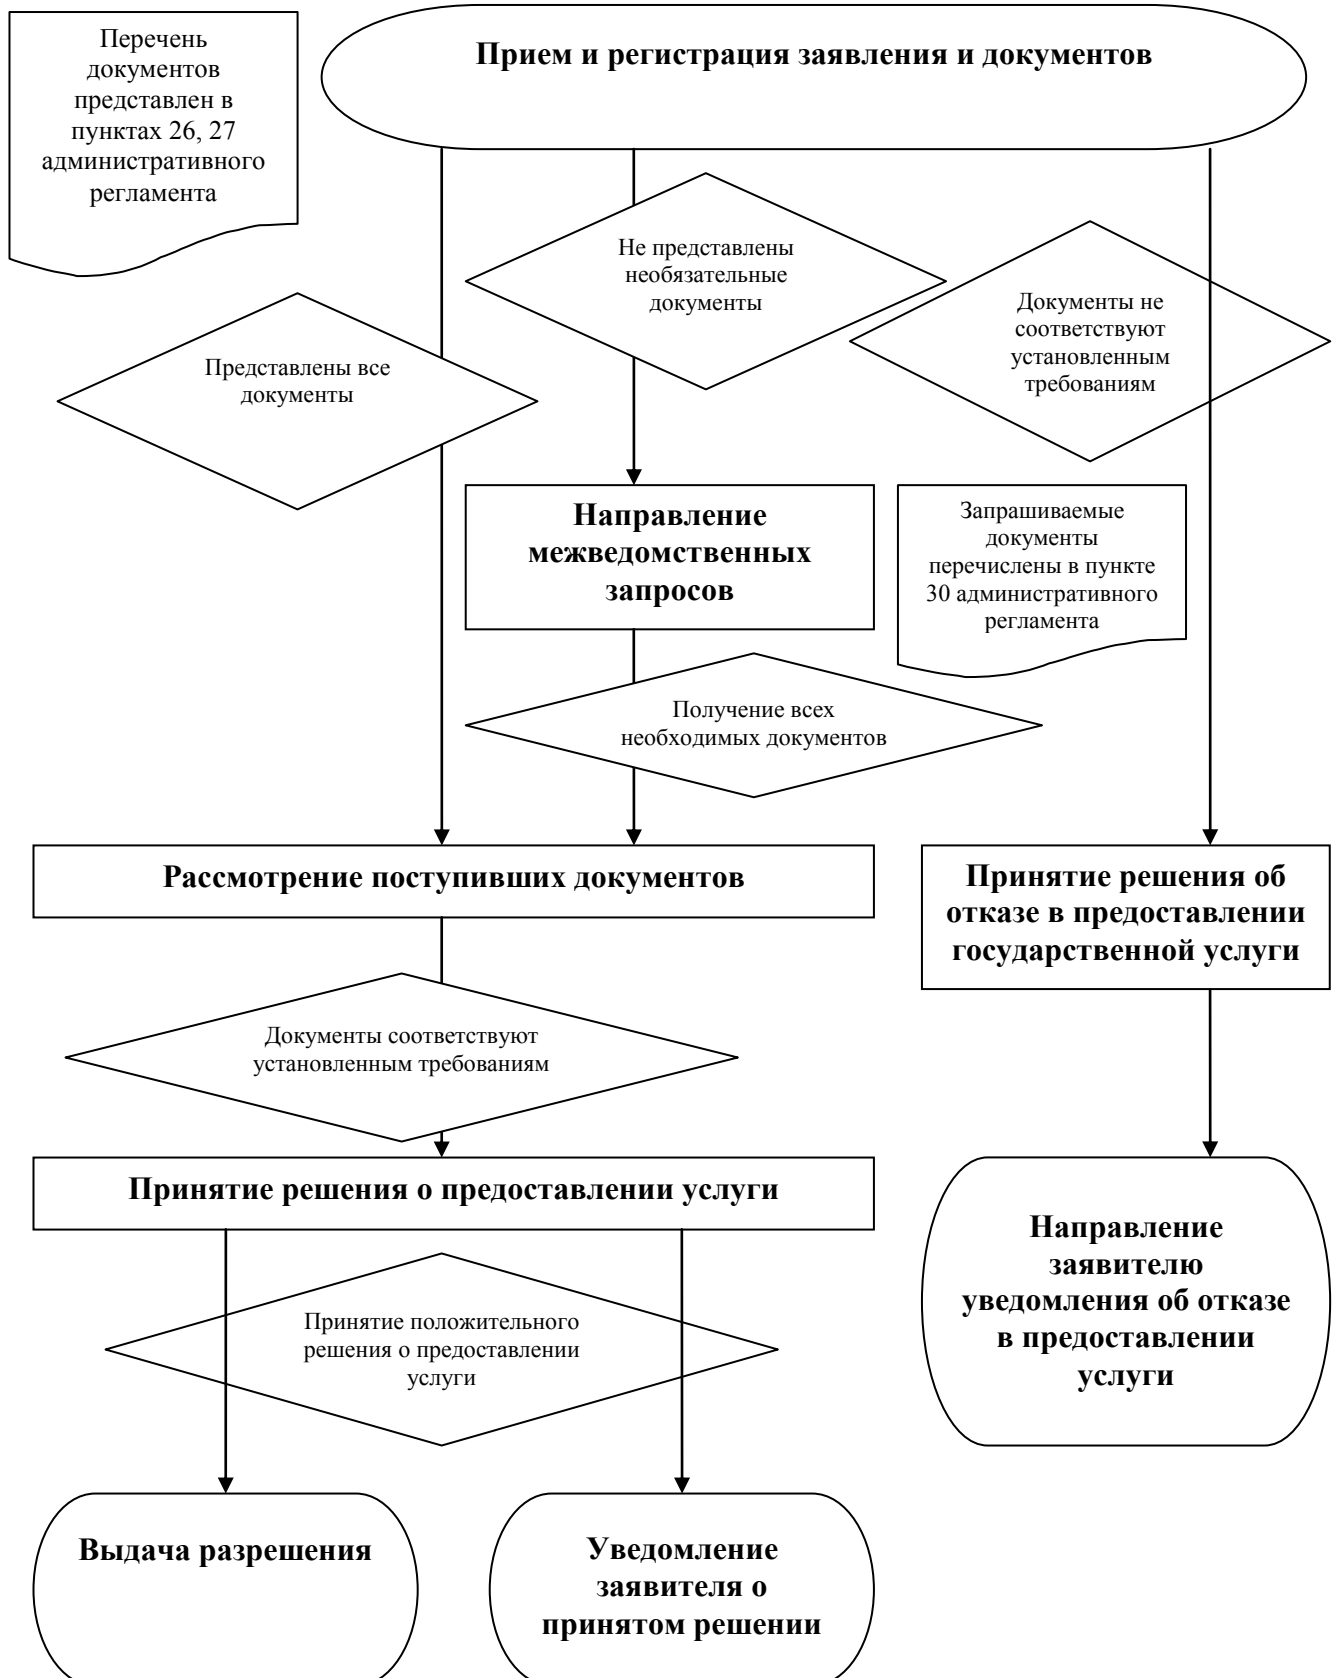 Перечень
документов
представлен в
пунктах 26, 27
административного
регламента
Прием и регистрация заявления и документов
Не представлены
необязательные
документы
Документы не
соответствуют
установленным
требованиям
Представлены все
документы
Направление
межведомственных
запросов
Запрашиваемые
документы
перечислены в пункте
30 административного
регламента
Получение всех
необходимых документов
Рассмотрение поступивших документов
Принятие решения об
отказе в предоставлении
государственной услуги
Документы соответствуют
установленным требованиям
Принятие решения о предоставлении услуги
Направление
заявителю
уведомления об отказе
в предоставлении
услуги
Принятие положительного
решения о предоставлении
услуги
Выдача разрешения
Уведомление
заявителя о
принятом решении